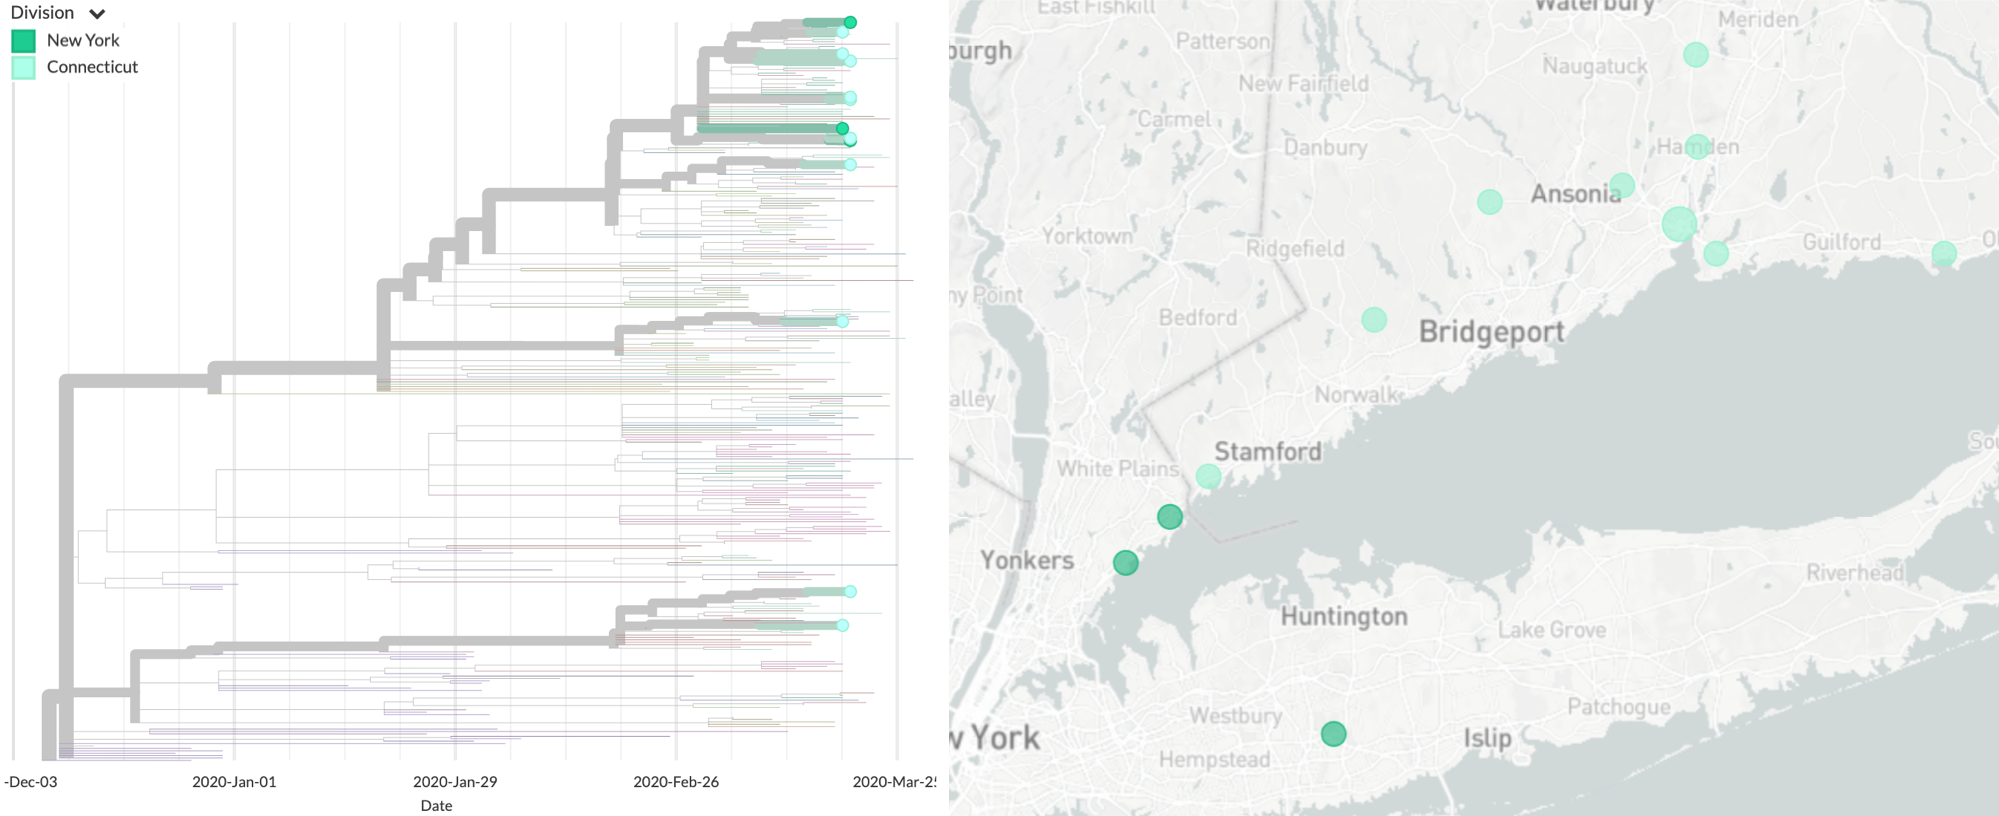 Division
New York
Connecticut
-Dec-03
2020-Jan-01
2020-Jan-29
2020-Feb-26
2020-Mar-25
Date
East Fishkill
Waterbury
Meriden
burgh
Patterson
Naugatuck
New Fairfield
Carmel
Danbury
Hamden
Ansonia
Yorktown
Ridgefield
Guilford
O
ny Point
Bedford
Bridgeport
alley
Norwalk
Stamford
White Plains
Sou
Yonkers
Riverhead
Huntington
Lake Grove
Westbury
Patchogue
w York
Islip
Hempstead